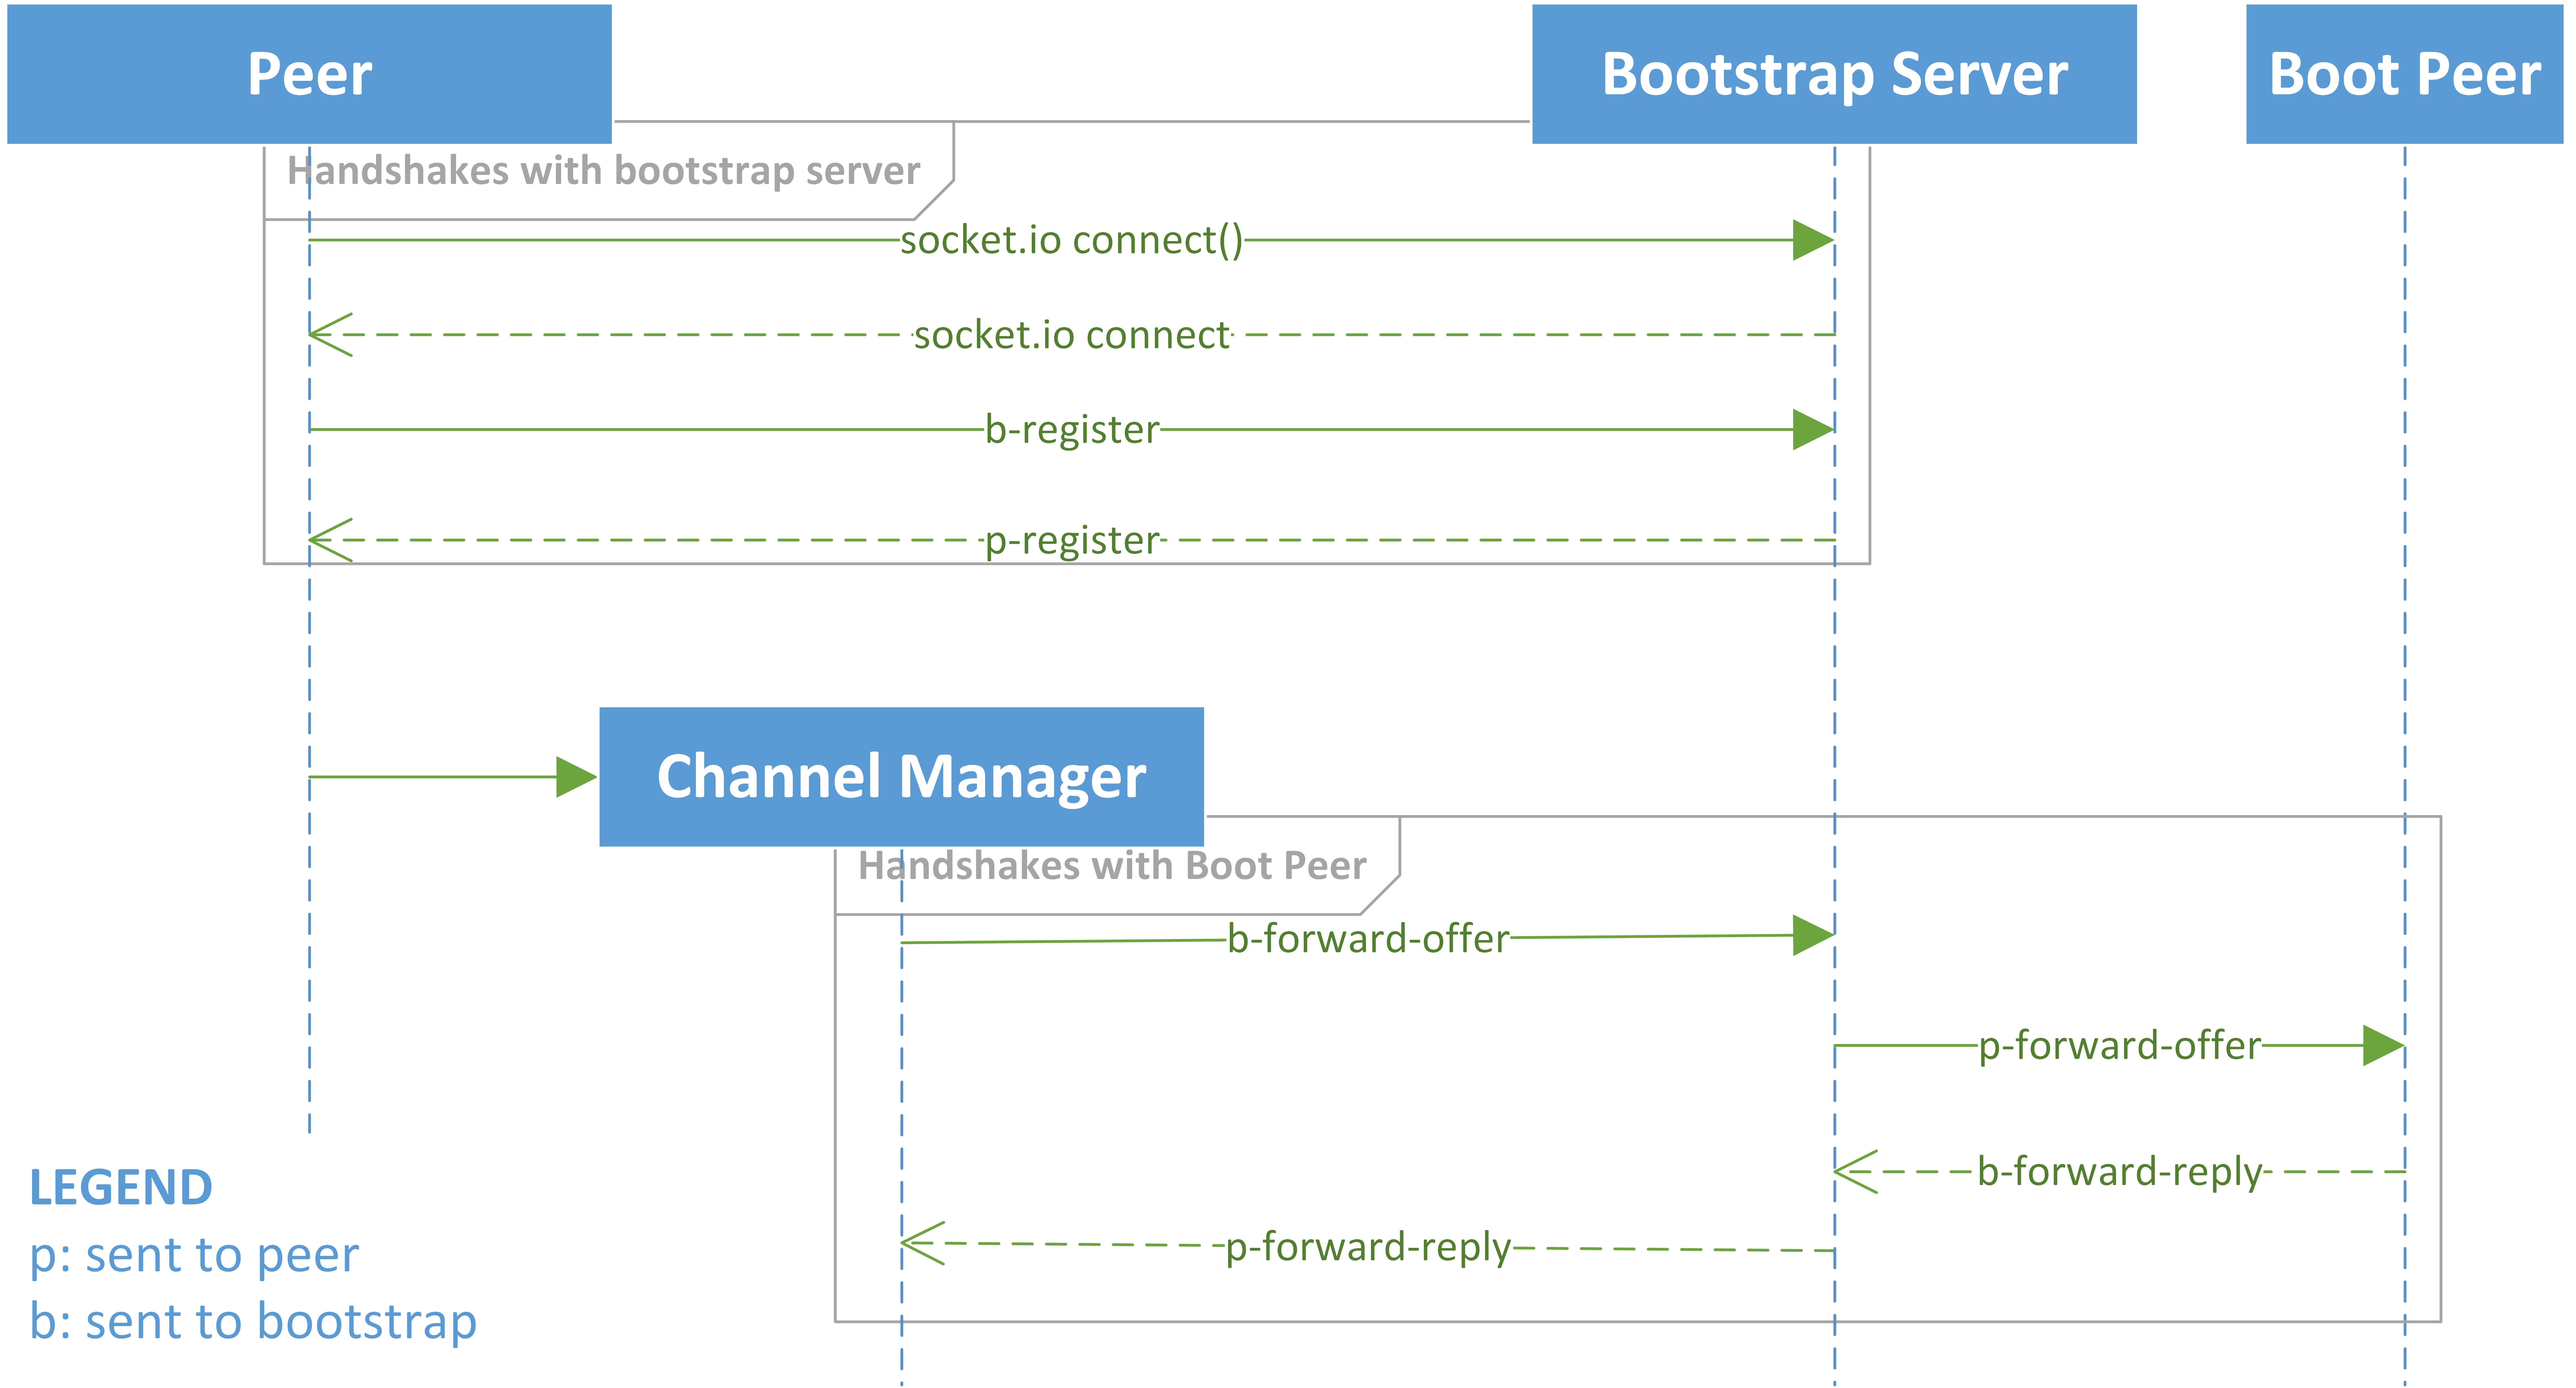 Peer
Bootstrap Server
Boot Peer
Handshakes with bootstrap server
socket.io connect()
socket.io connect
b-register
p-register
Channel Manager
Handshakes with Boot Peer
b-forward-offer
p-forward-offer
b-forward-reply
p-forward-reply
LEGEND
p: sent to peer
b: sent to bootstrap